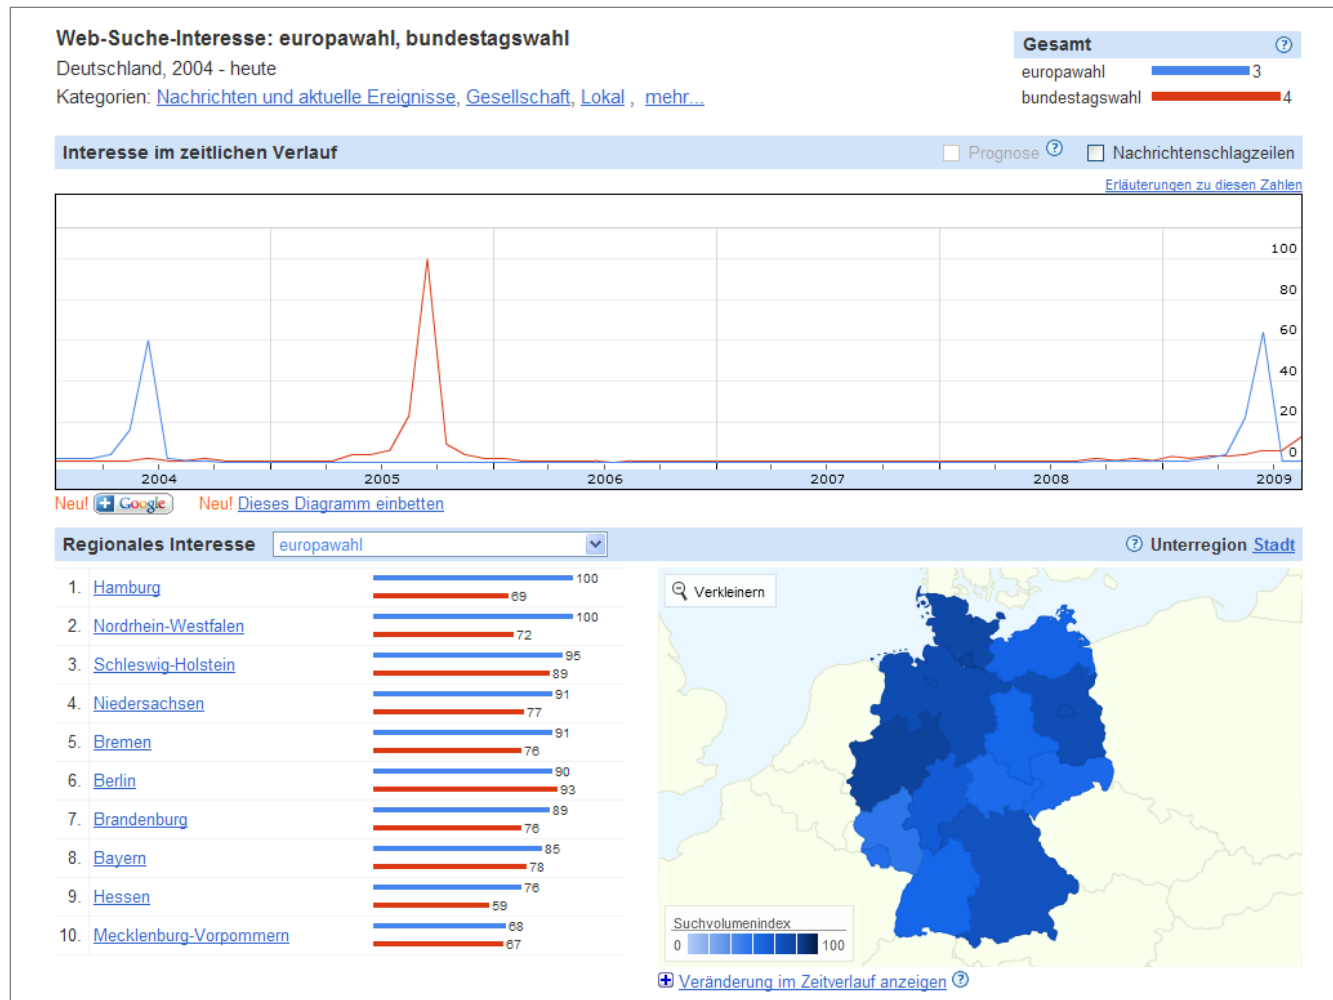 Web-Suche-Interesse: europawahl, bundestagswahl
Deutschland, 2004 - heute
Kategorien: Nachrichten und aktuelle Ereignisse, Gesellschaft, Lokal , mehr...
Gesamt ?
europawahl 3
bundestagswahl 4
Interesse im zeitlichen Verlauf
Prognose ? Nachrichtenschlagzeilen
Erläuterungen zu diesen Zahlen
100
80
60
40
20
0
2004 2005 2006 2007 2008 2009
Neu! + Google Neu! Dieses Diagramm einbetten
Regionales Interesse europawahl
? Unterregion Stadt
1. Hamburg 100
69
2. Nordrhein-Westfalen 100
72
3. Schleswig-Holstein 95
89
4. Niedersachsen 91
77
5. Bremen 91
76
6. Berlin 90
93
7. Brandenburg 89
76
8. Bayern 85
78
9. Hessen 76
59
10. Mecklenburg-Vorpommern 68
67
Verkleinern
Suchvolumenindex
0 100
Veränderung im Zeitverlauf anzeigen ?